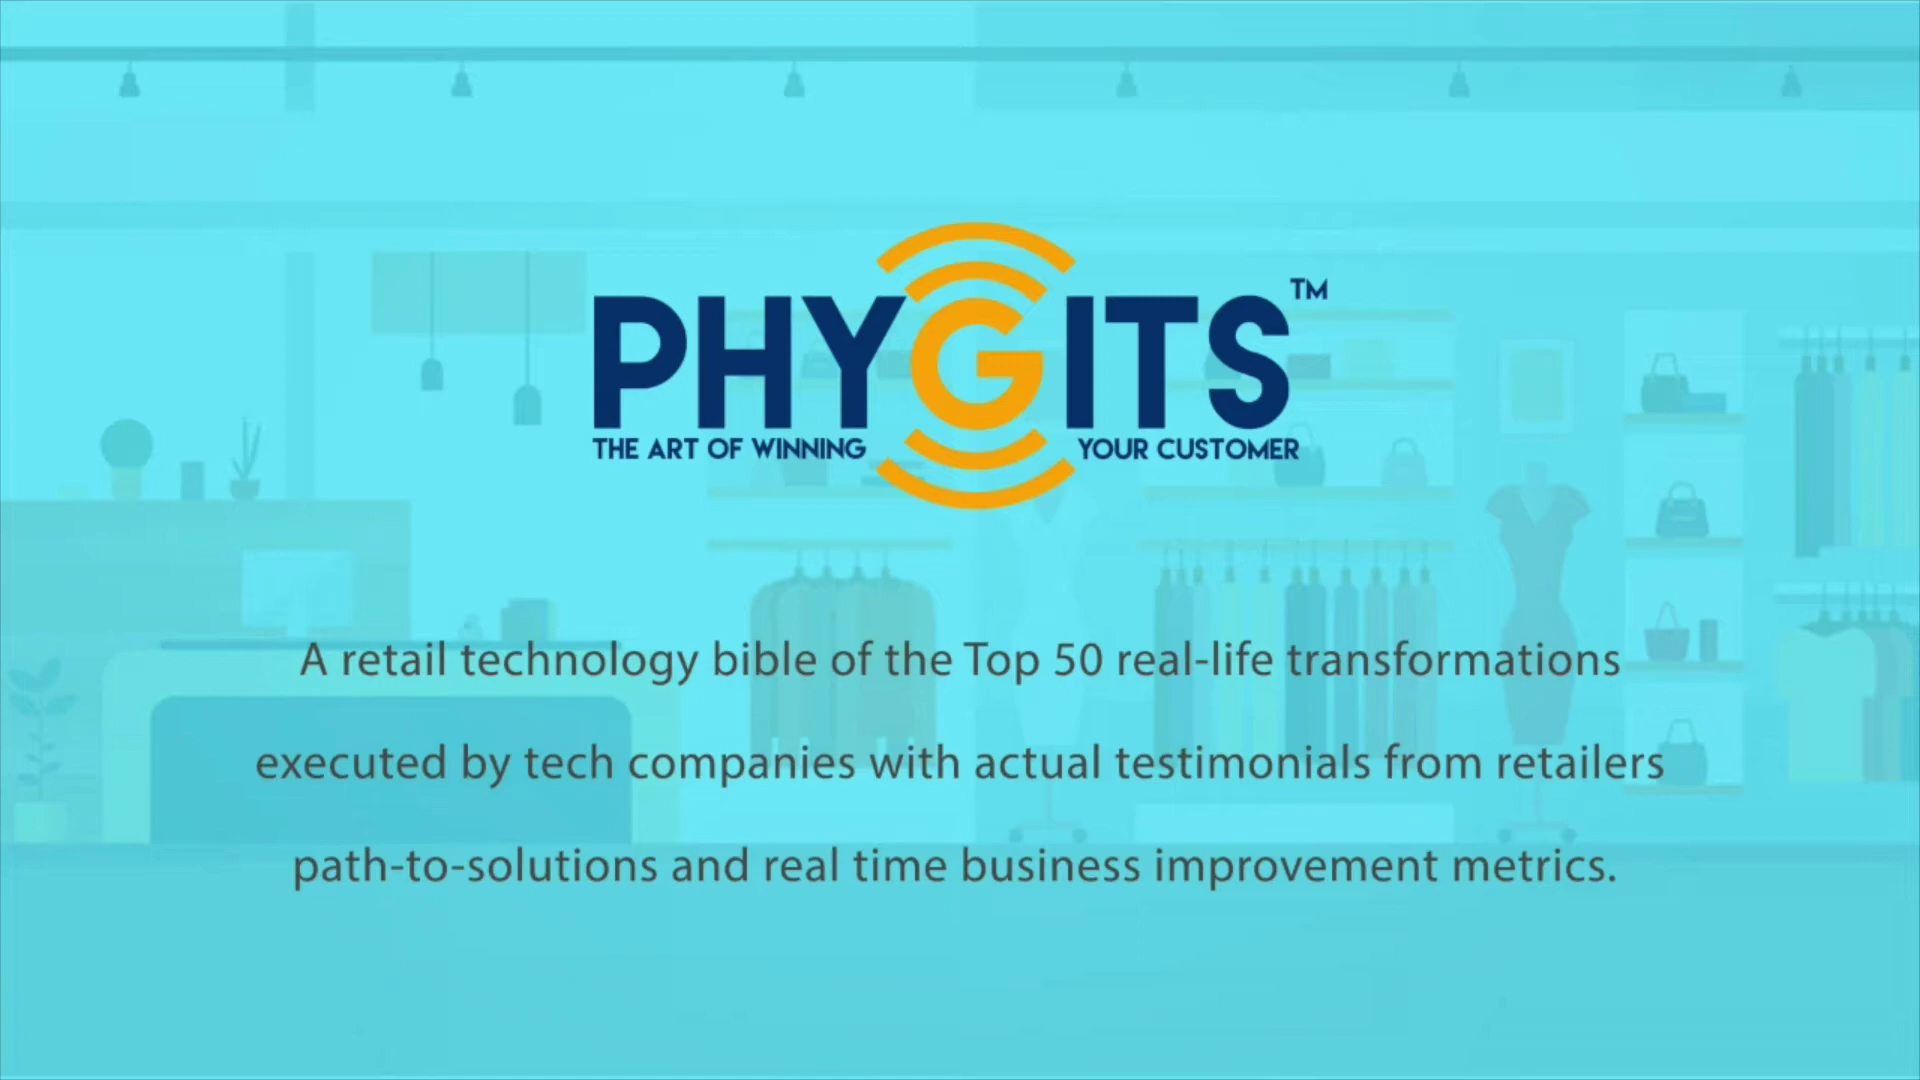 PHYGITS™
THE ART OF WINNING YOUR CUSTOMER
A retail technology bible of the Top 50 real-life transformations
executed by tech companies with actual testimonials from retailers
path-to-solutions and real time business improvement metrics.